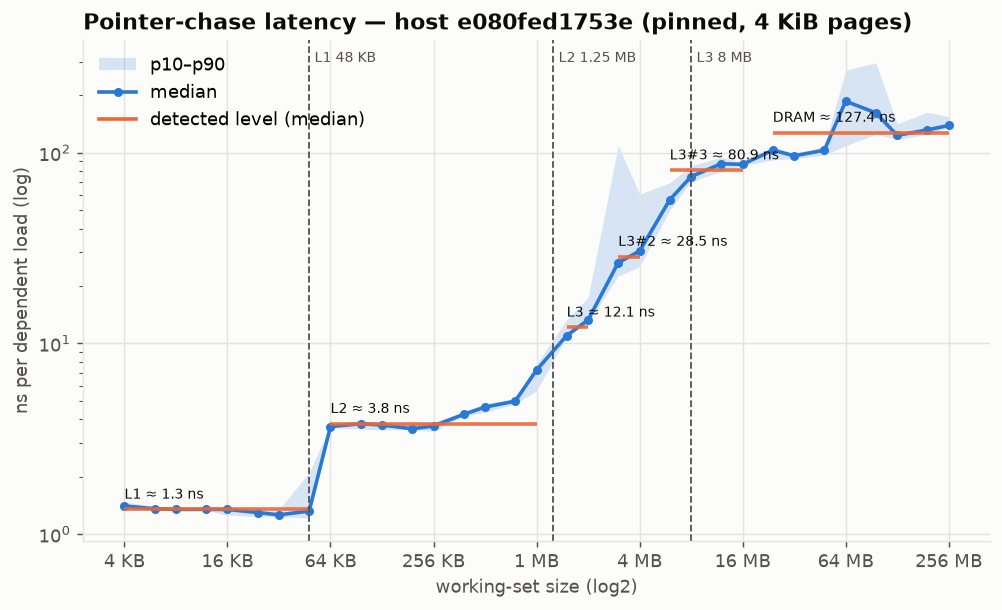 Pointer-chase latency — host e080fed1753e (pinned, 4 KiB pages)
L1 48 KB
L2 1.25 MB
L3 8 MB
p10–p90
median
detected level (median)
DRAM ≈ 127.4 ns
L3#3 ≈ 80.9 ns
L3#2 ≈ 28.5 ns
L3 ≈ 12.1 ns
L2 ≈ 3.8 ns
L1 ≈ 1.3 ns
ns per dependent load (log)
10²
10¹
10⁰
4 KB 16 KB 64 KB 256 KB 1 MB 4 MB 16 MB 64 MB 256 MB
working-set size (log2)